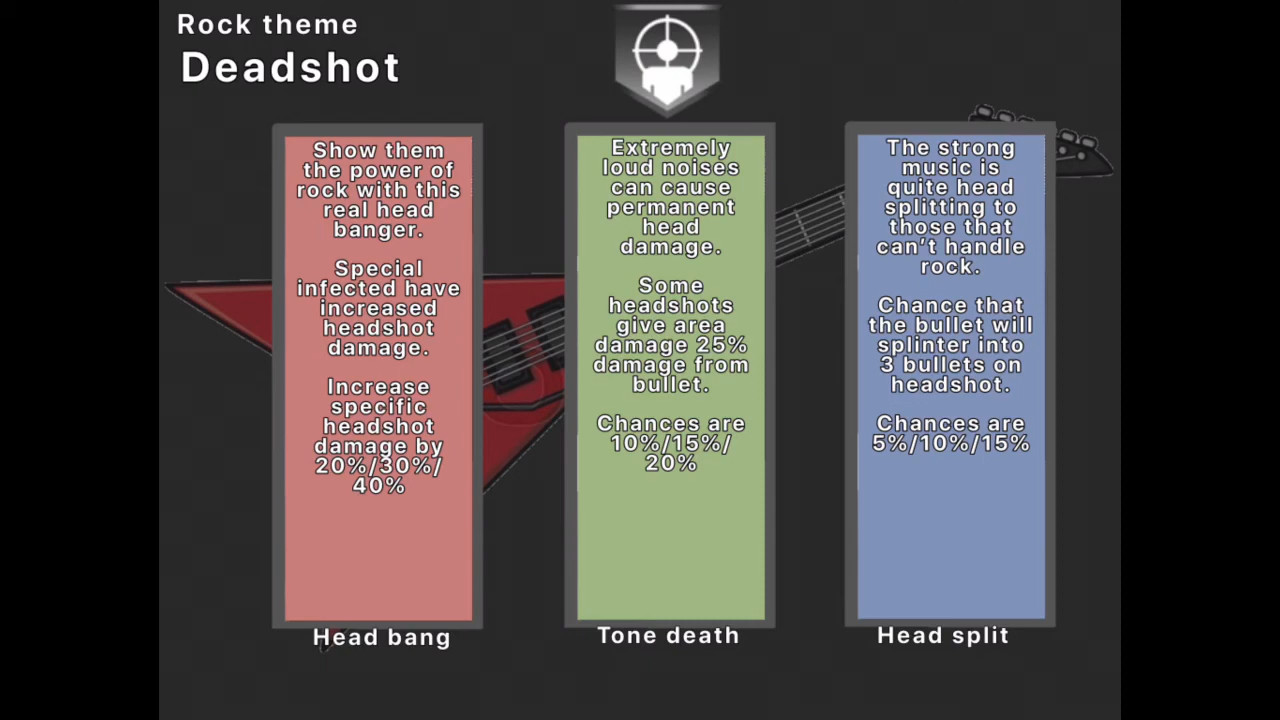 Rock theme
Deadshot
Show them
the power of
rock with this
real head
banger.
Special
infected have
increased
headshot
damage.
Increase
specific
headshot
damage by
20%/30%/
40%
Head bang
Extremely
loud noises
can cause
permanent
head
damage.
Some
headshots
give area
damage 25%
damage from
bullet.
Chances are
10%/15%/
20%
Tone death
The strong
music is
quite head
splitting to
those that
can't handle
rock.
Chance that
the bullet will
splinter into
3 bullets on
headshot.
Chances are
5%/10%/15%
Head split